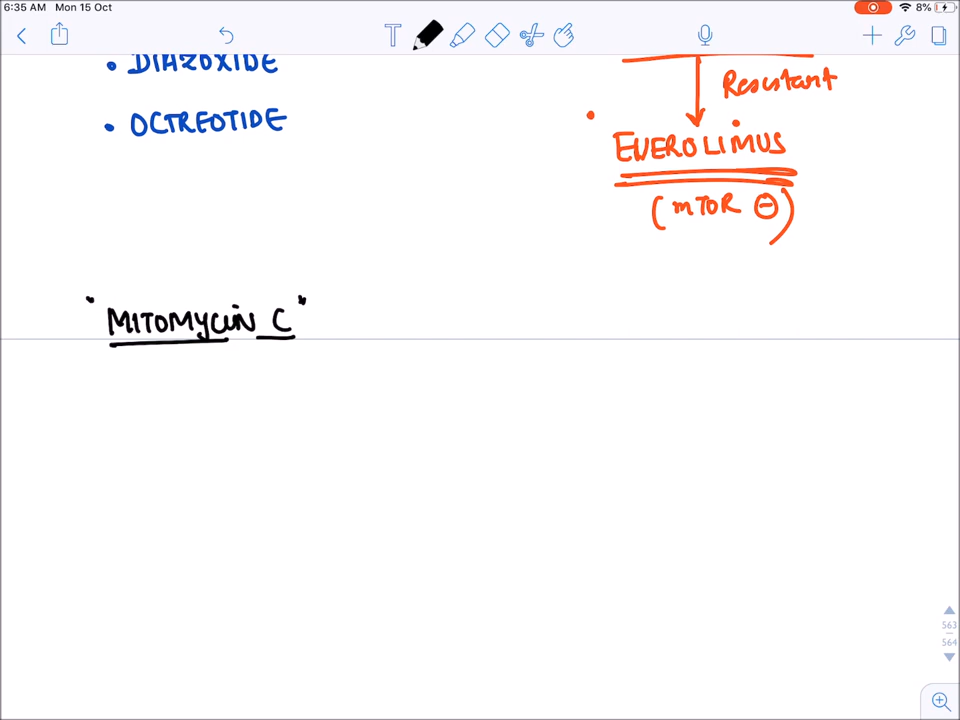 6:35 AM Mon 15 Oct
8%
T
• DIAZOXIDE
Resistant
• OCTREOTIDE
• EVEROLIMUS
(mTOR ⊖)
"MITOMYCIN C"
563
564